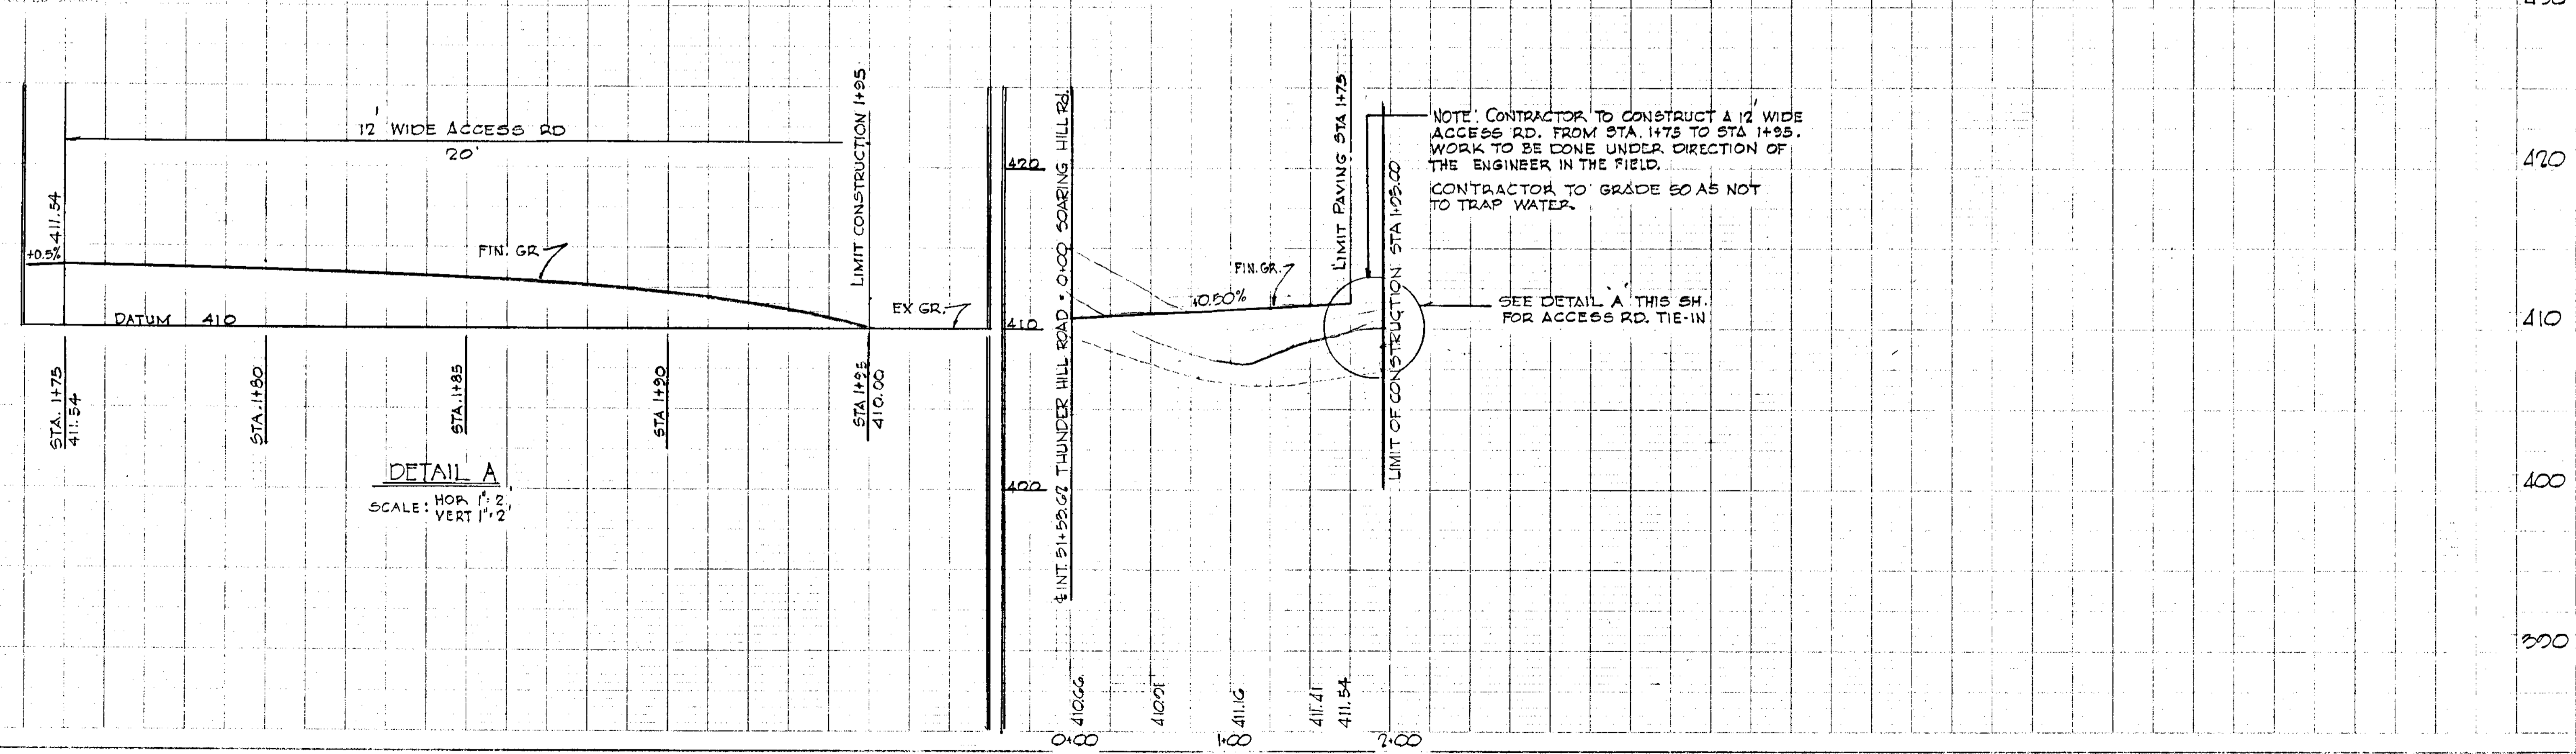 12' WIDE ACCESS RD
20'
LIMIT CONSTRUCTION 1+95
411.54
+0.5%
FIN. GR
EX GR.
DATUM 410
STA. 1+75
411.54
STA. 1+80
STA. 1+85
STA 1+90
STA 1+95
410.00
DETAIL A
SCALE: HOR 1"=2'
VERT 1"=2'
420
410
400
₵ INT. 51+58.67 THUNDER HILL ROAD = 0+00 SOARING HILL Rd.
FIN. GR.
+0.50%
LIMIT PAVING STA 1+75
LIMIT OF CONSTRUCTION STA 1+95.00
NOTE: CONTRACTOR TO CONSTRUCT A 12' WIDE
ACCESS RD. FROM STA. 1+75 TO STA 1+95.
WORK TO BE DONE UNDER DIRECTION OF
THE ENGINEER IN THE FIELD.
CONTRACTOR TO GRADE SO AS NOT
TO TRAP WATER.
SEE DETAIL 'A' THIS SH.
FOR ACCESS RD. TIE-IN
410.66
410.91
411.16
411.41
411.54
0+00
1+00
2+00
420
410
400
390